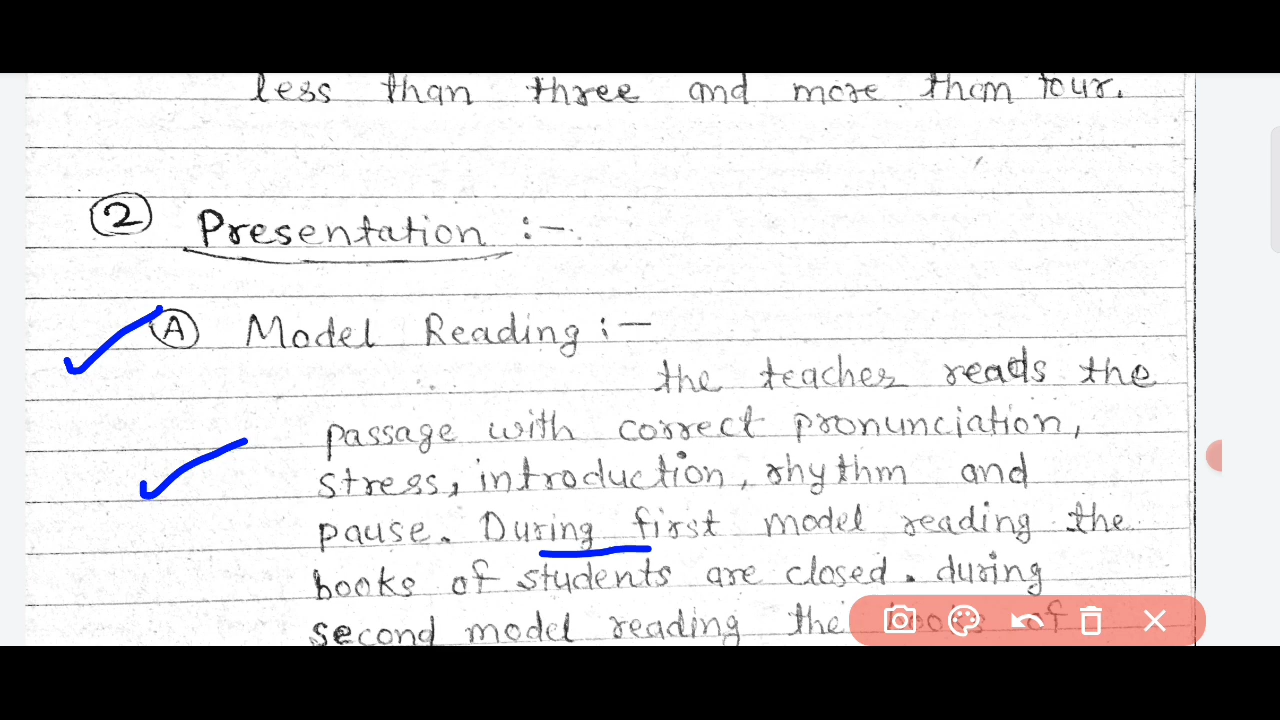 less than three and more than four.
② Presentation :-
Ⓐ Model Reading :-
the teacher reads the
passage with correct pronunciation,
stress, introduction, rhythm and
pause. During first model reading the
books of students are closed. during
second model reading the books of